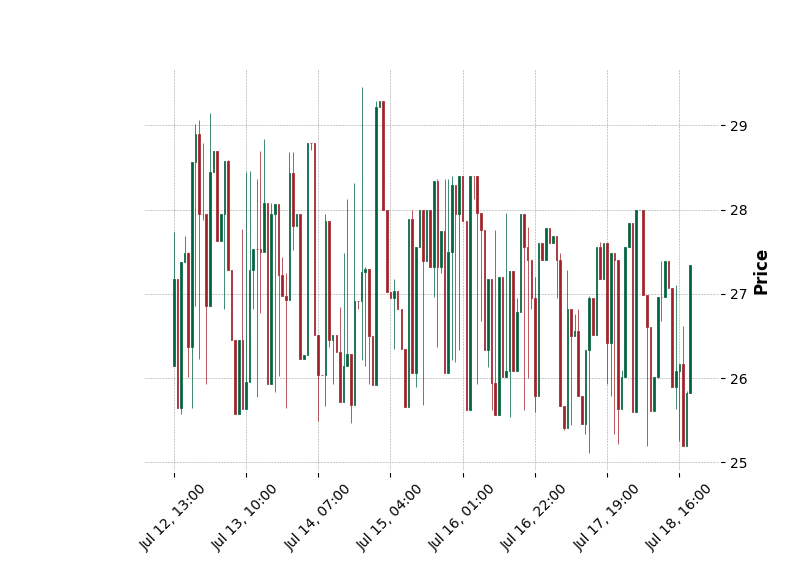 29
28
27
26
25
Price
Jul 12, 13:00
Jul 13, 10:00
Jul 14, 07:00
Jul 15, 04:00
Jul 16, 01:00
Jul 16, 22:00
Jul 17, 19:00
Jul 18, 16:00